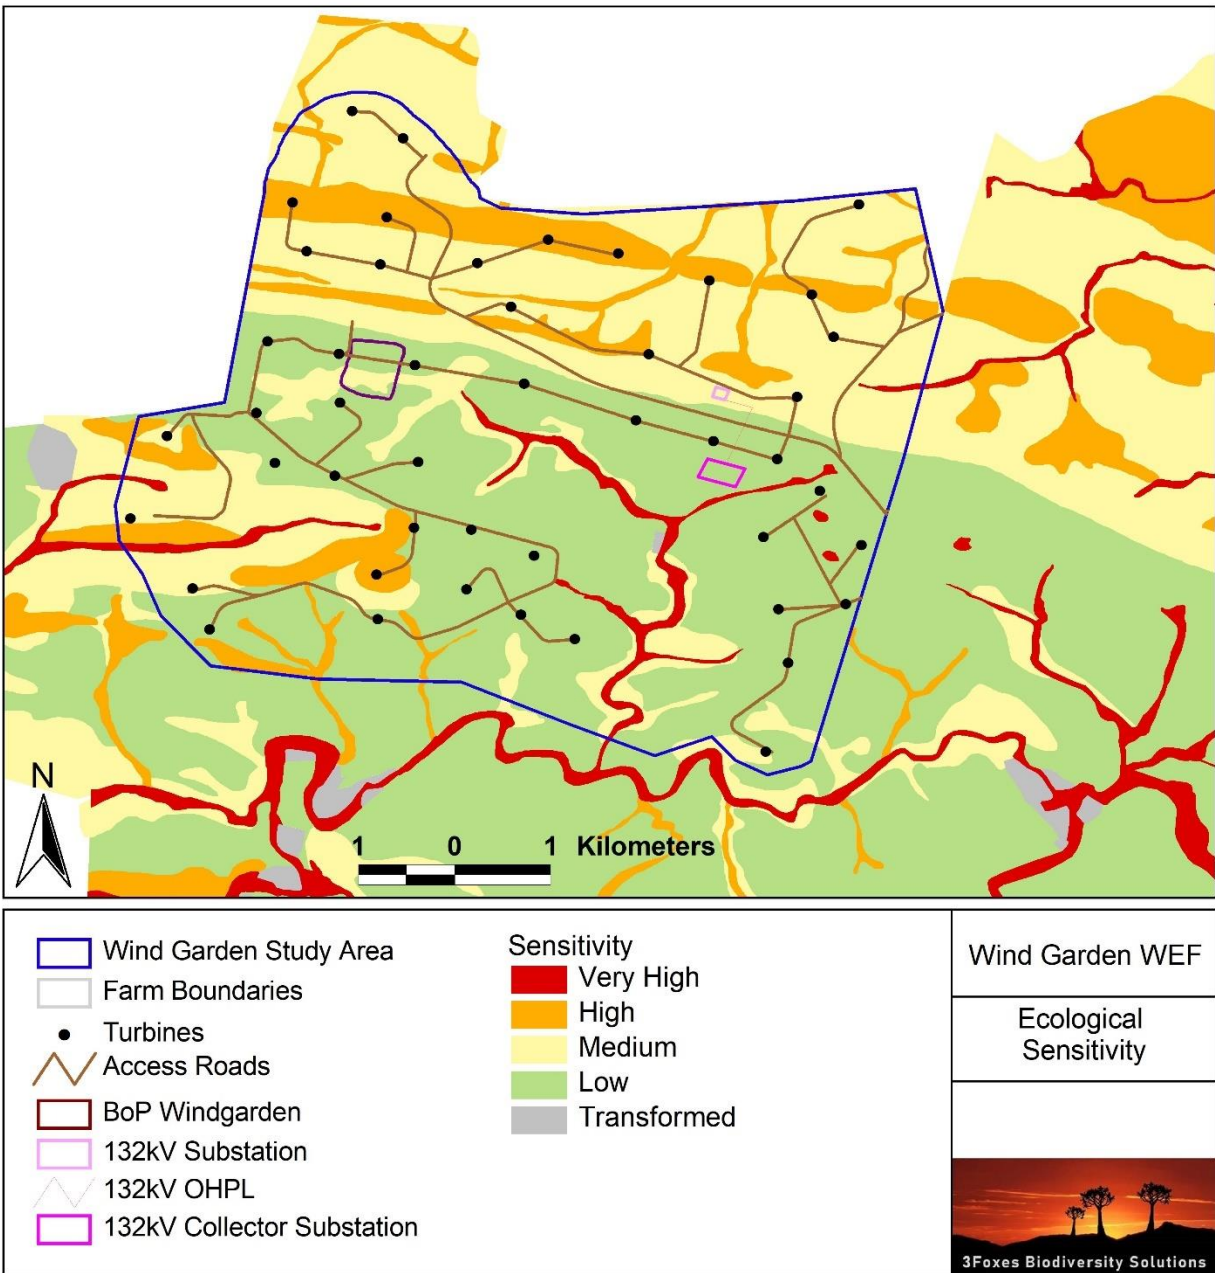 N
1 0 1 Kilometers
Wind Garden Study Area
Farm Boundaries
Turbines
Access Roads
BoP Windgarden
132kV Substation
132kV OHPL
132kV Collector Substation
Sensitivity
Very High
High
Medium
Low
Transformed
Wind Garden WEF
Ecological
Sensitivity
3Foxes Biodiversity Solutions